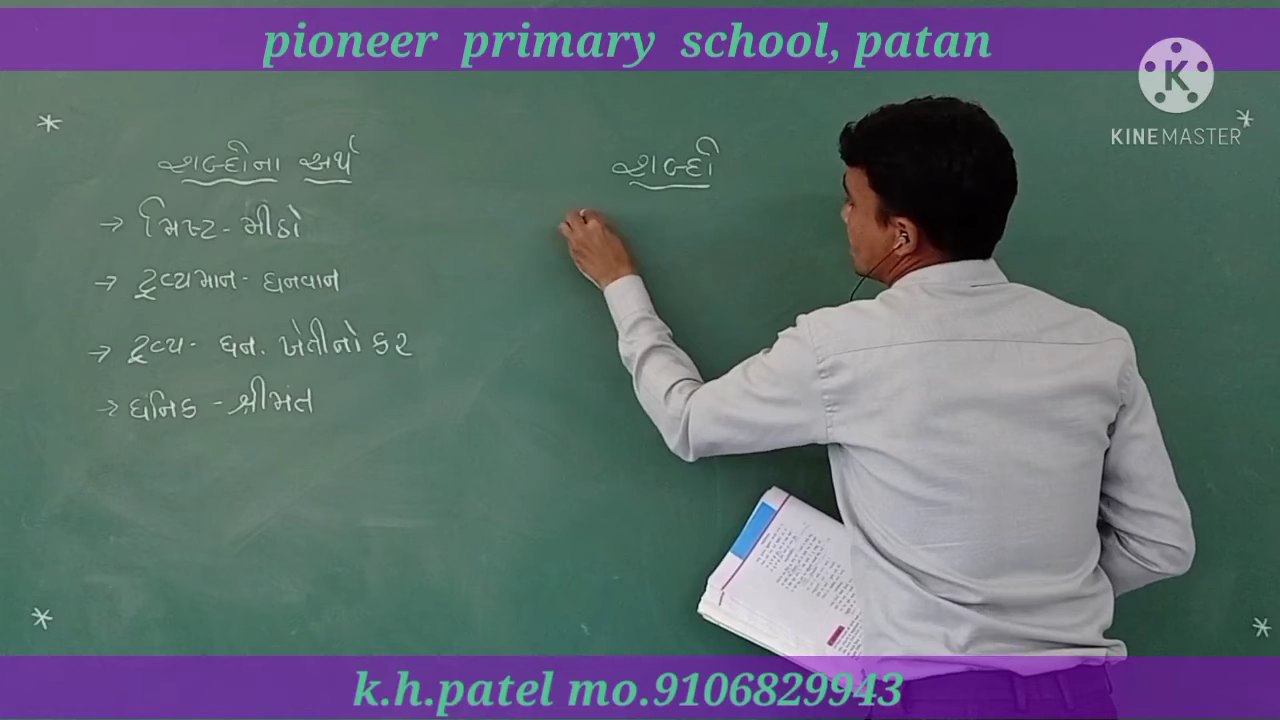 pioneer primary school, patan
KINEMASTER
શબ્દોના અર્થ
→ મિષ્ટ - મીઠો
→ દ્રવ્યમાન - ધનવાન
→ દ્રવ્ય - ધન. ખેતીનો કર
→ ધનિક - શ્રીમંત
શબ્દો
k.h.patel mo.9106829943